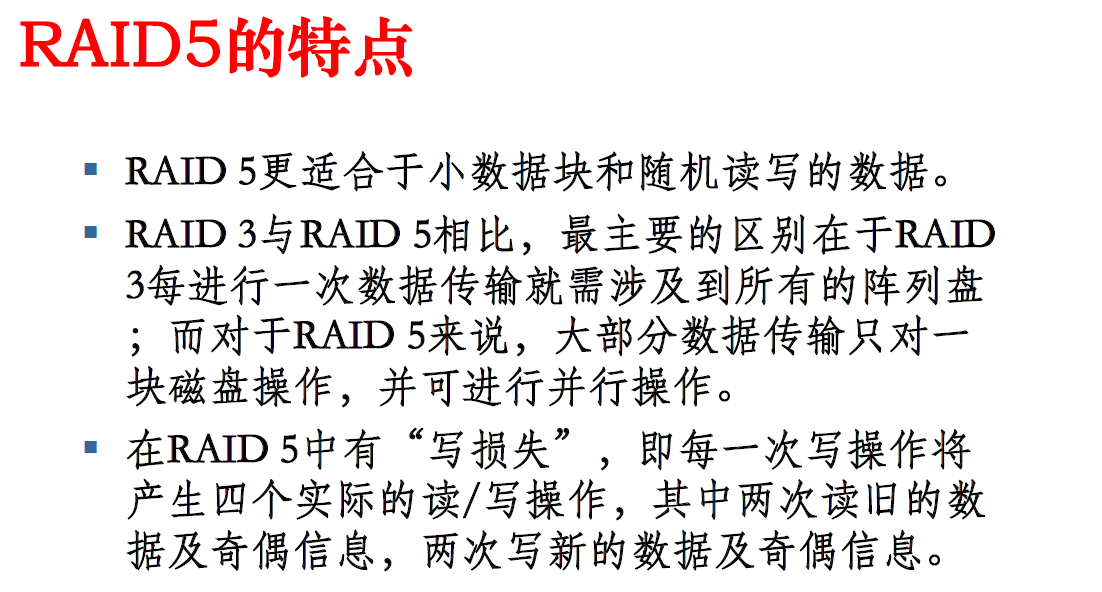 RAID5的特点
RAID 5更适合于小数据块和随机读写的数据。
RAID 3与RAID 5相比，最主要的区别在于RAID
3每进行一次数据传输就需涉及到所有的阵列盘
；而对于RAID 5来说，大部分数据传输只对一
块磁盘操作，并可进行并行操作。
在RAID 5中有“写损失”，即每一次写操作将
产生四个实际的读/写操作，其中两次读旧的数
据及奇偶信息，两次写新的数据及奇偶信息。